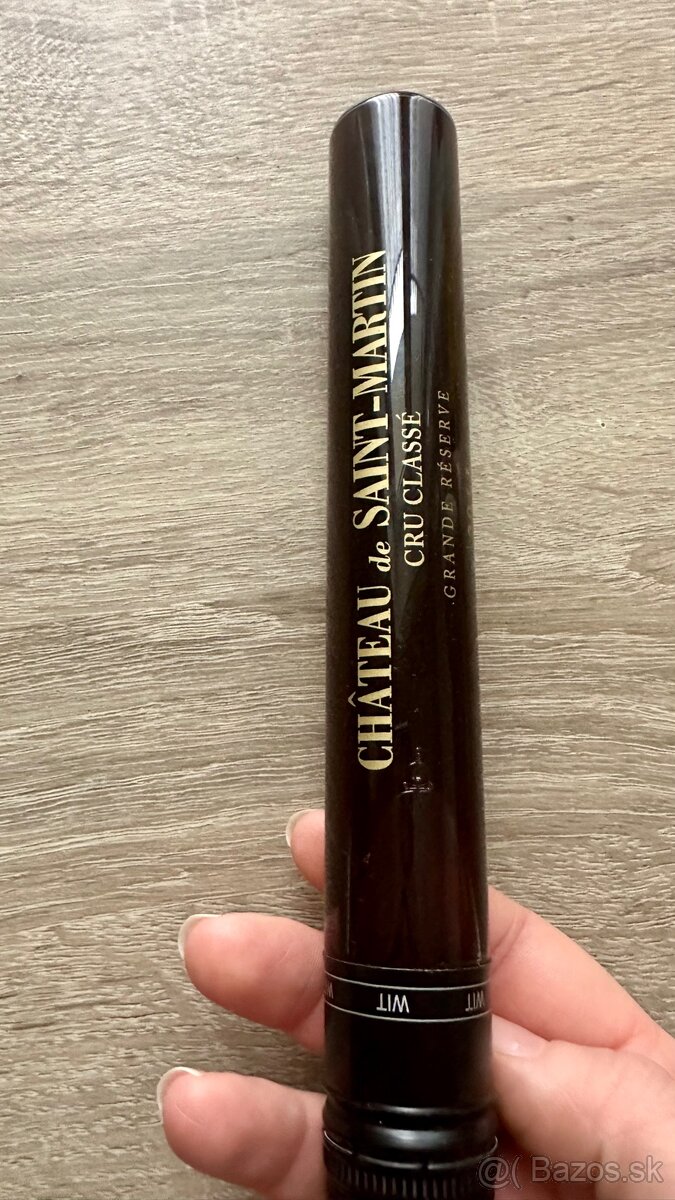 CHÂTEAU de SAINT-MARTIN
CRU CLASSÉ
GRANDE RÉSERVE
WIT WIT
@( Bazos.sk